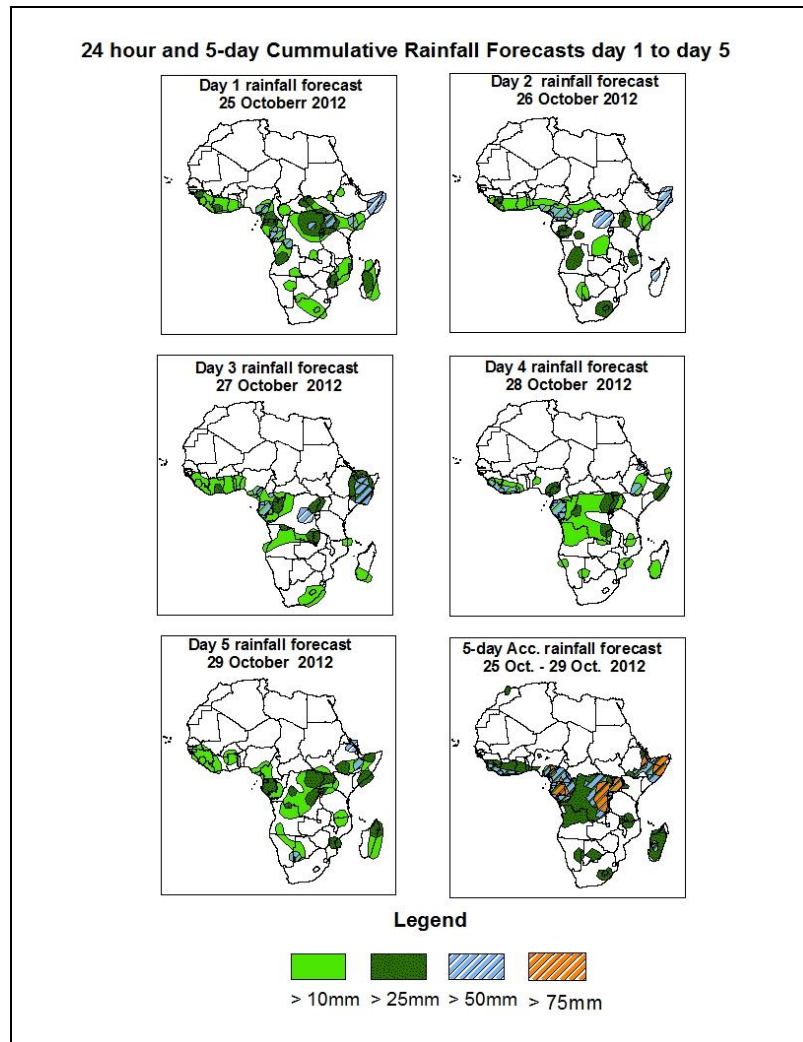 24 hour and 5-day Cummulative Rainfall Forecasts day 1 to day 5
Day 1 rainfall forecast
25 Octoberr 2012
Day 2 rainfall forecast
26 October 2012
Day 3 rainfall forecast
27 October 2012
Day 4 rainfall forecast
28 October 2012
Day 5 rainfall forecast
29 October 2012
5-day Acc. rainfall forecast
25 Oct. - 29 Oct. 2012
Legend
> 10mm > 25mm > 50mm > 75mm